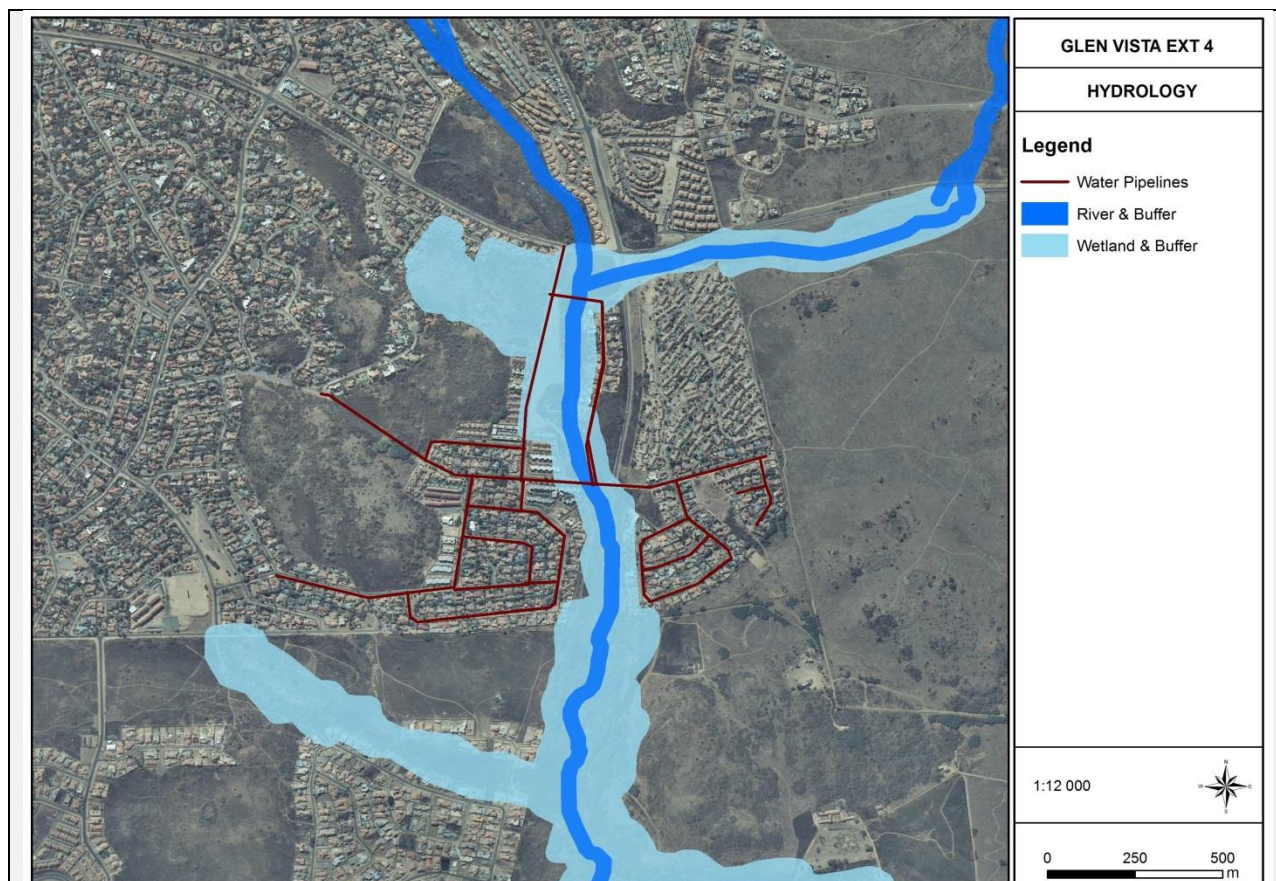 GLEN VISTA EXT 4
HYDROLOGY
Legend
Water Pipelines
River & Buffer
Wetland & Buffer
1:12 000
N
W E
S
0 250 500
m